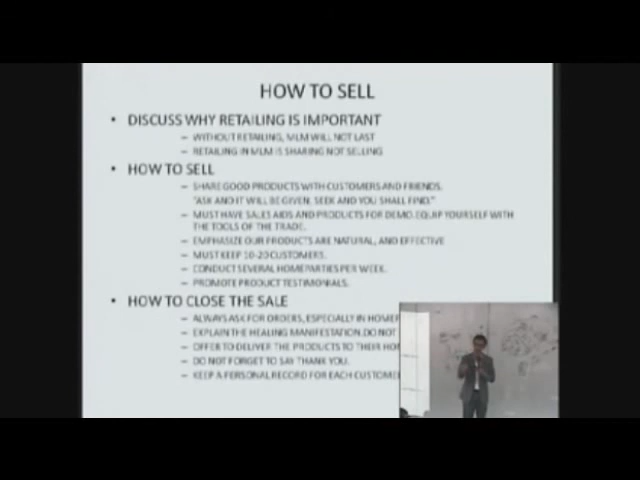 HOW TO SELL
• DISCUSS WHY RETAILING IS IMPORTANT
– WITHOUT RETAILING, MLM WILL NOT LAST
– RETAILING IN MLM IS SHARING NOT SELLING
• HOW TO SELL
– SHARE GOOD PRODUCTS WITH CUSTOMERS AND FRIENDS.
"ASK AND IT WILL BE GIVEN, SEEK AND YOU SHALL FIND."
– MUST HAVE SALES AIDS AND PRODUCTS FOR DEMO. EQUIP YOURSELF WITH
THE TOOLS OF THE TRADE.
– EMPHASIZE OUR PRODUCTS ARE NATURAL, AND EFFECTIVE
– MUST KEEP 10-20 CUSTOMERS.
– CONDUCT SEVERAL HOMEPARTIES PER WEEK.
– PROMOTE PRODUCT TESTIMONIALS.
• HOW TO CLOSE THE SALE
– ALWAYS ASK FOR ORDERS, ESPECIALLY IN
– EXPLAIN THE HEALING MANIFESTATION. DO NOT
– OFFER TO DELIVER THE PRODUCTS TO THEIR
– DO NOT FORGET TO SAY THANK YOU.
– KEEP A PERSONAL RECORD FOR EACH